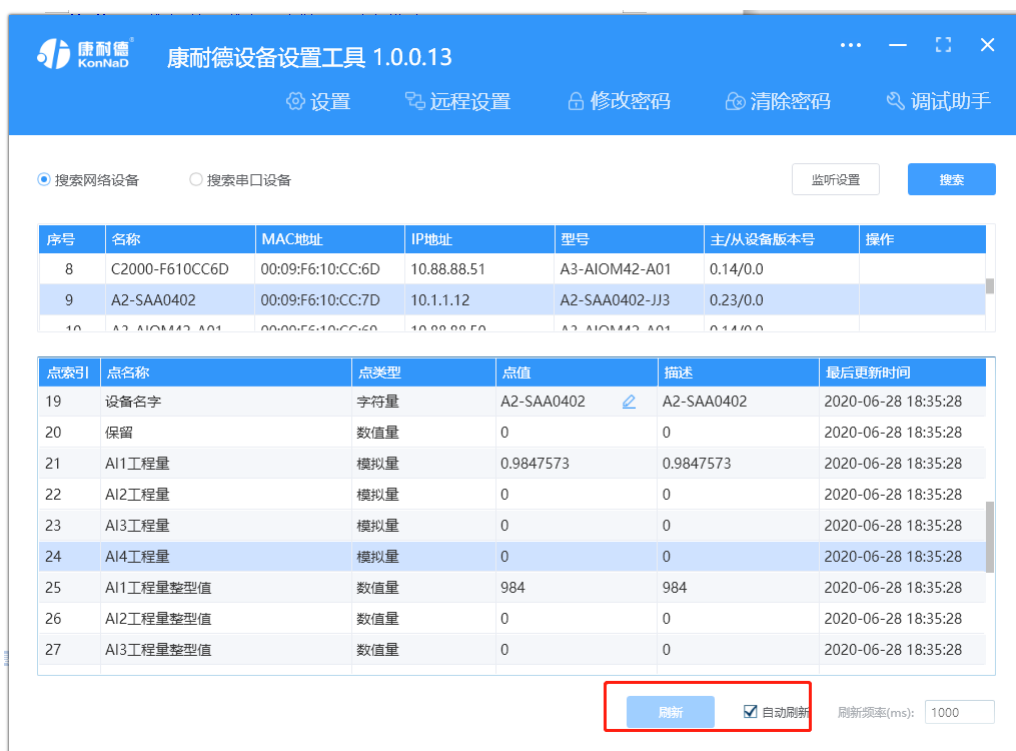 康耐德®
KonNaD
康耐德设备设置工具 1.0.0.13
设置 远程设置 修改密码 清除密码 调试助手
搜索网络设备 搜索串口设备 监听设置 搜索
序号 名称 MAC地址 IP地址 型号 主/从设备版本号 操作
8 C2000-F610CC6D 00:09:F6:10:CC:6D 10.88.88.51 A3-AIOM42-A01 0.14/0.0
9 A2-SAA0402 00:09:F6:10:CC:7D 10.1.1.12 A2-SAA0402-JJ3 0.23/0.0
点索引 点名称 点类型 点值 描述 最后更新时间
19 设备名字 字符量 A2-SAA0402 A2-SAA0402 2020-06-28 18:35:28
20 保留 数值量 0 0 2020-06-28 18:35:28
21 AI1工程量 模拟量 0.9847573 0.9847573 2020-06-28 18:35:28
22 AI2工程量 模拟量 0 0 2020-06-28 18:35:28
23 AI3工程量 模拟量 0 0 2020-06-28 18:35:28
24 AI4工程量 模拟量 0 0 2020-06-28 18:35:28
25 AI1工程量整型值 数值量 984 984 2020-06-28 18:35:28
26 AI2工程量整型值 数值量 0 0 2020-06-28 18:35:28
27 AI3工程量整型值 数值量 0 0 2020-06-28 18:35:28
刷新 自动刷新 刷新频率(ms): 1000